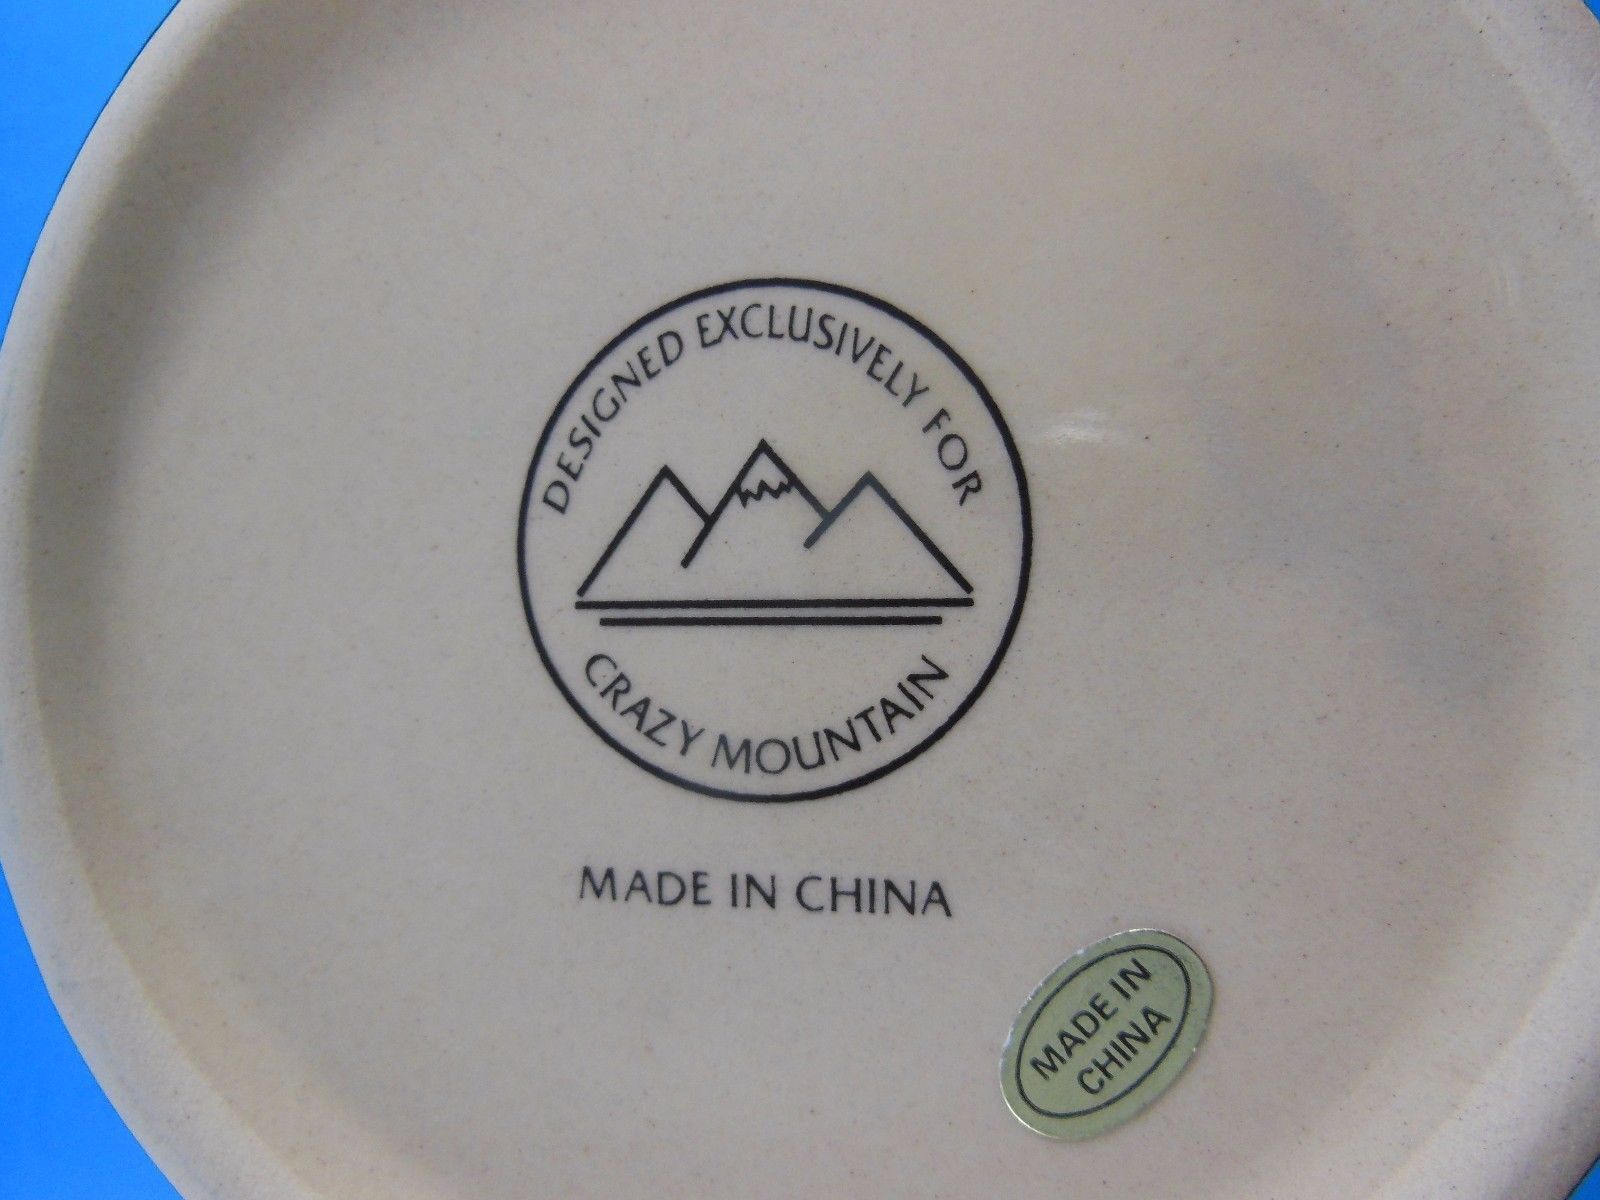 DESIGNED EXCLUSIVELY FOR
CRAZY MOUNTAIN
MADE IN CHINA
MADE IN
CHINA